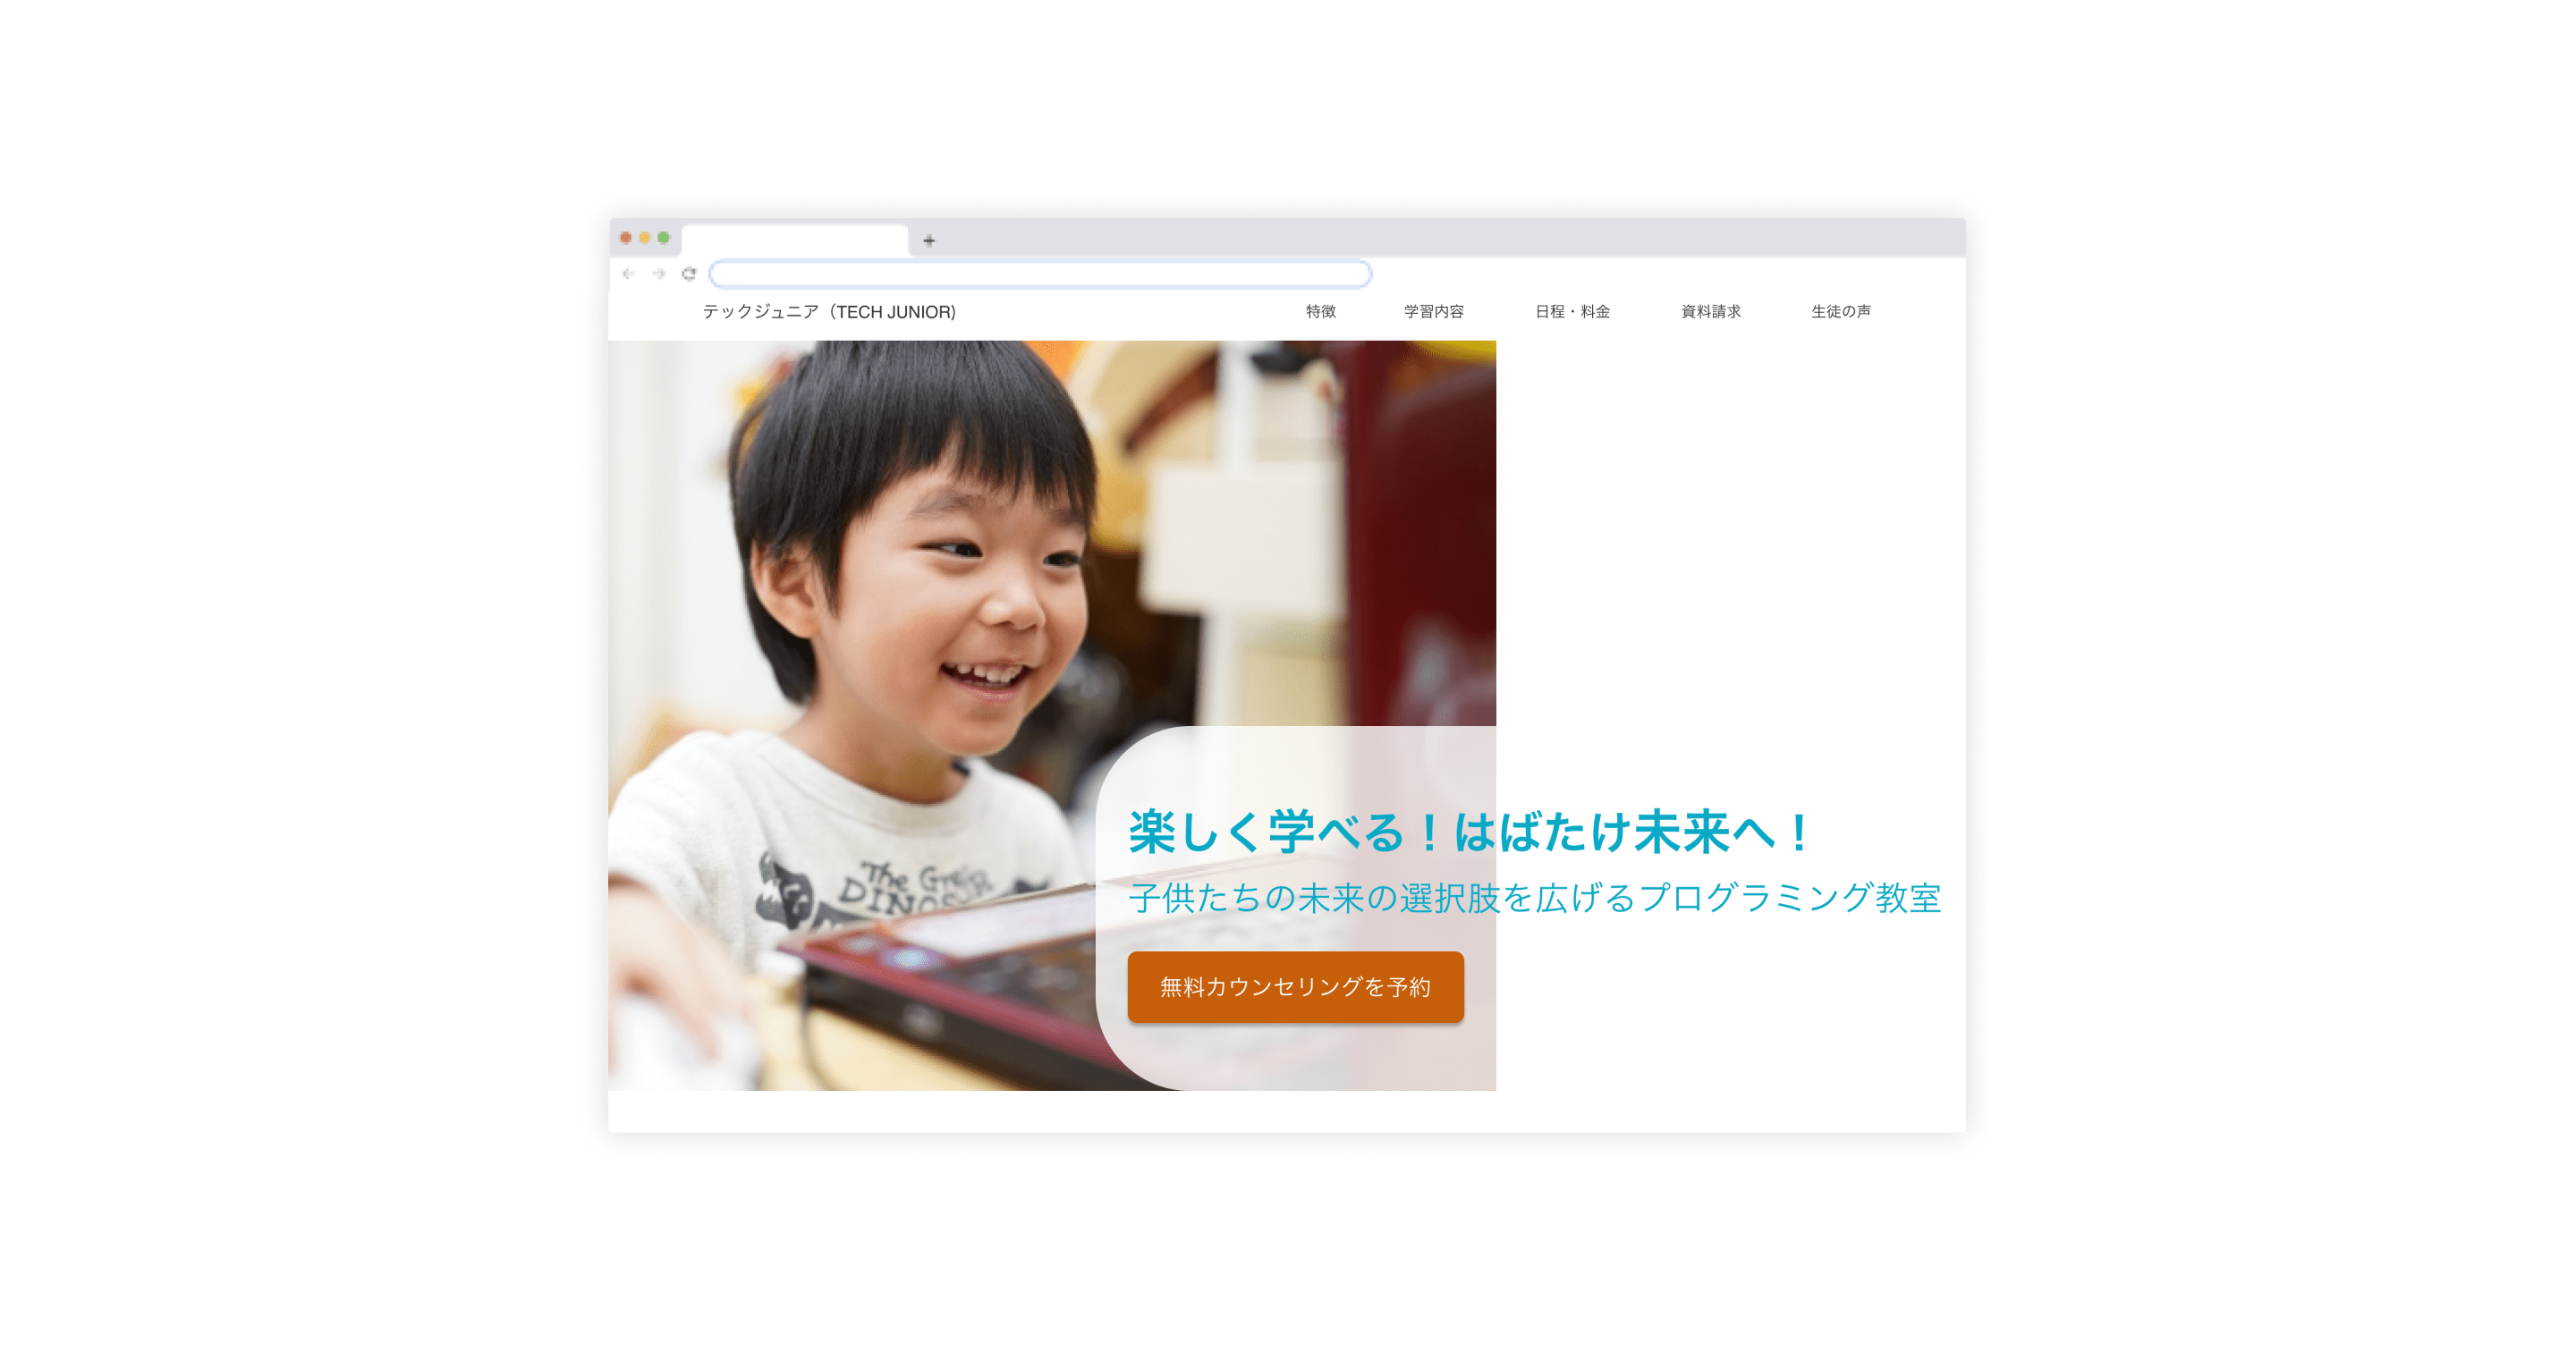 テックジュニア（TECH JUNIOR)
特徴
学習内容
日程・料金
資料請求
生徒の声
The Great
楽しく学べる！はばたけ未来へ！
子供たちの未来の選択肢を広げるプログラミング教室
無料カウンセリングを予約